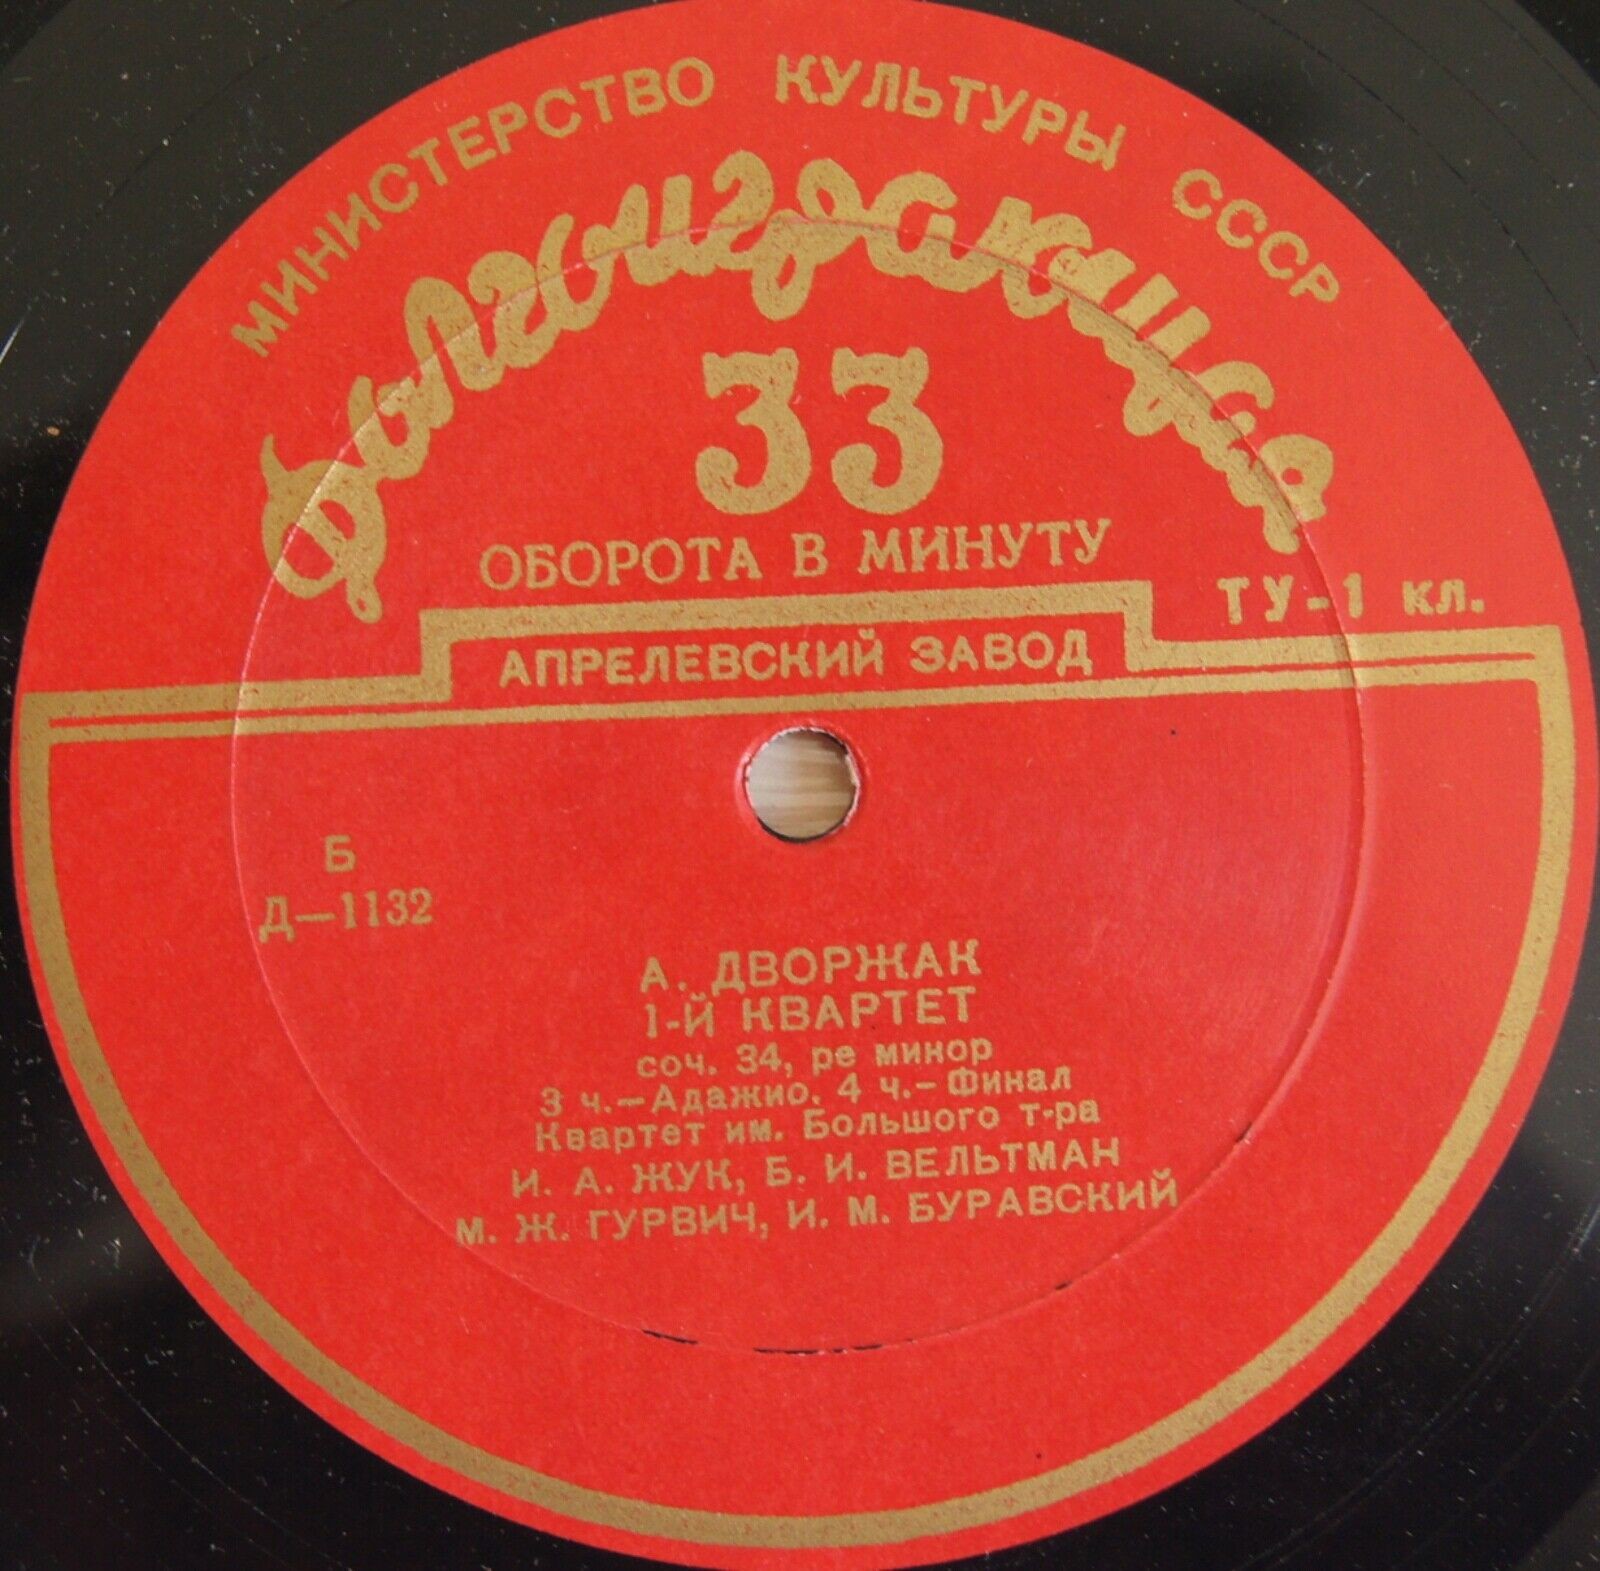 МИНИСТЕРСТВО КУЛЬТУРЫ СССР
Долгоиграющая
33
ОБОРОТА В МИНУТУ
ТУ-1 кл.
АПРЕЛЕВСКИЙ ЗАВОД
Б
Д—1132
А. ДВОРЖАК
1-Й КВАРТЕТ
соч. 34, ре минор
3 ч.—Адажио. 4 ч.—Финал
Квартет им. Большого т-ра
И. А. ЖУК, Б. И. ВЕЛЬТМАН
М. Ж. ГУРВИЧ, И. М. БУРАВСКИЙ